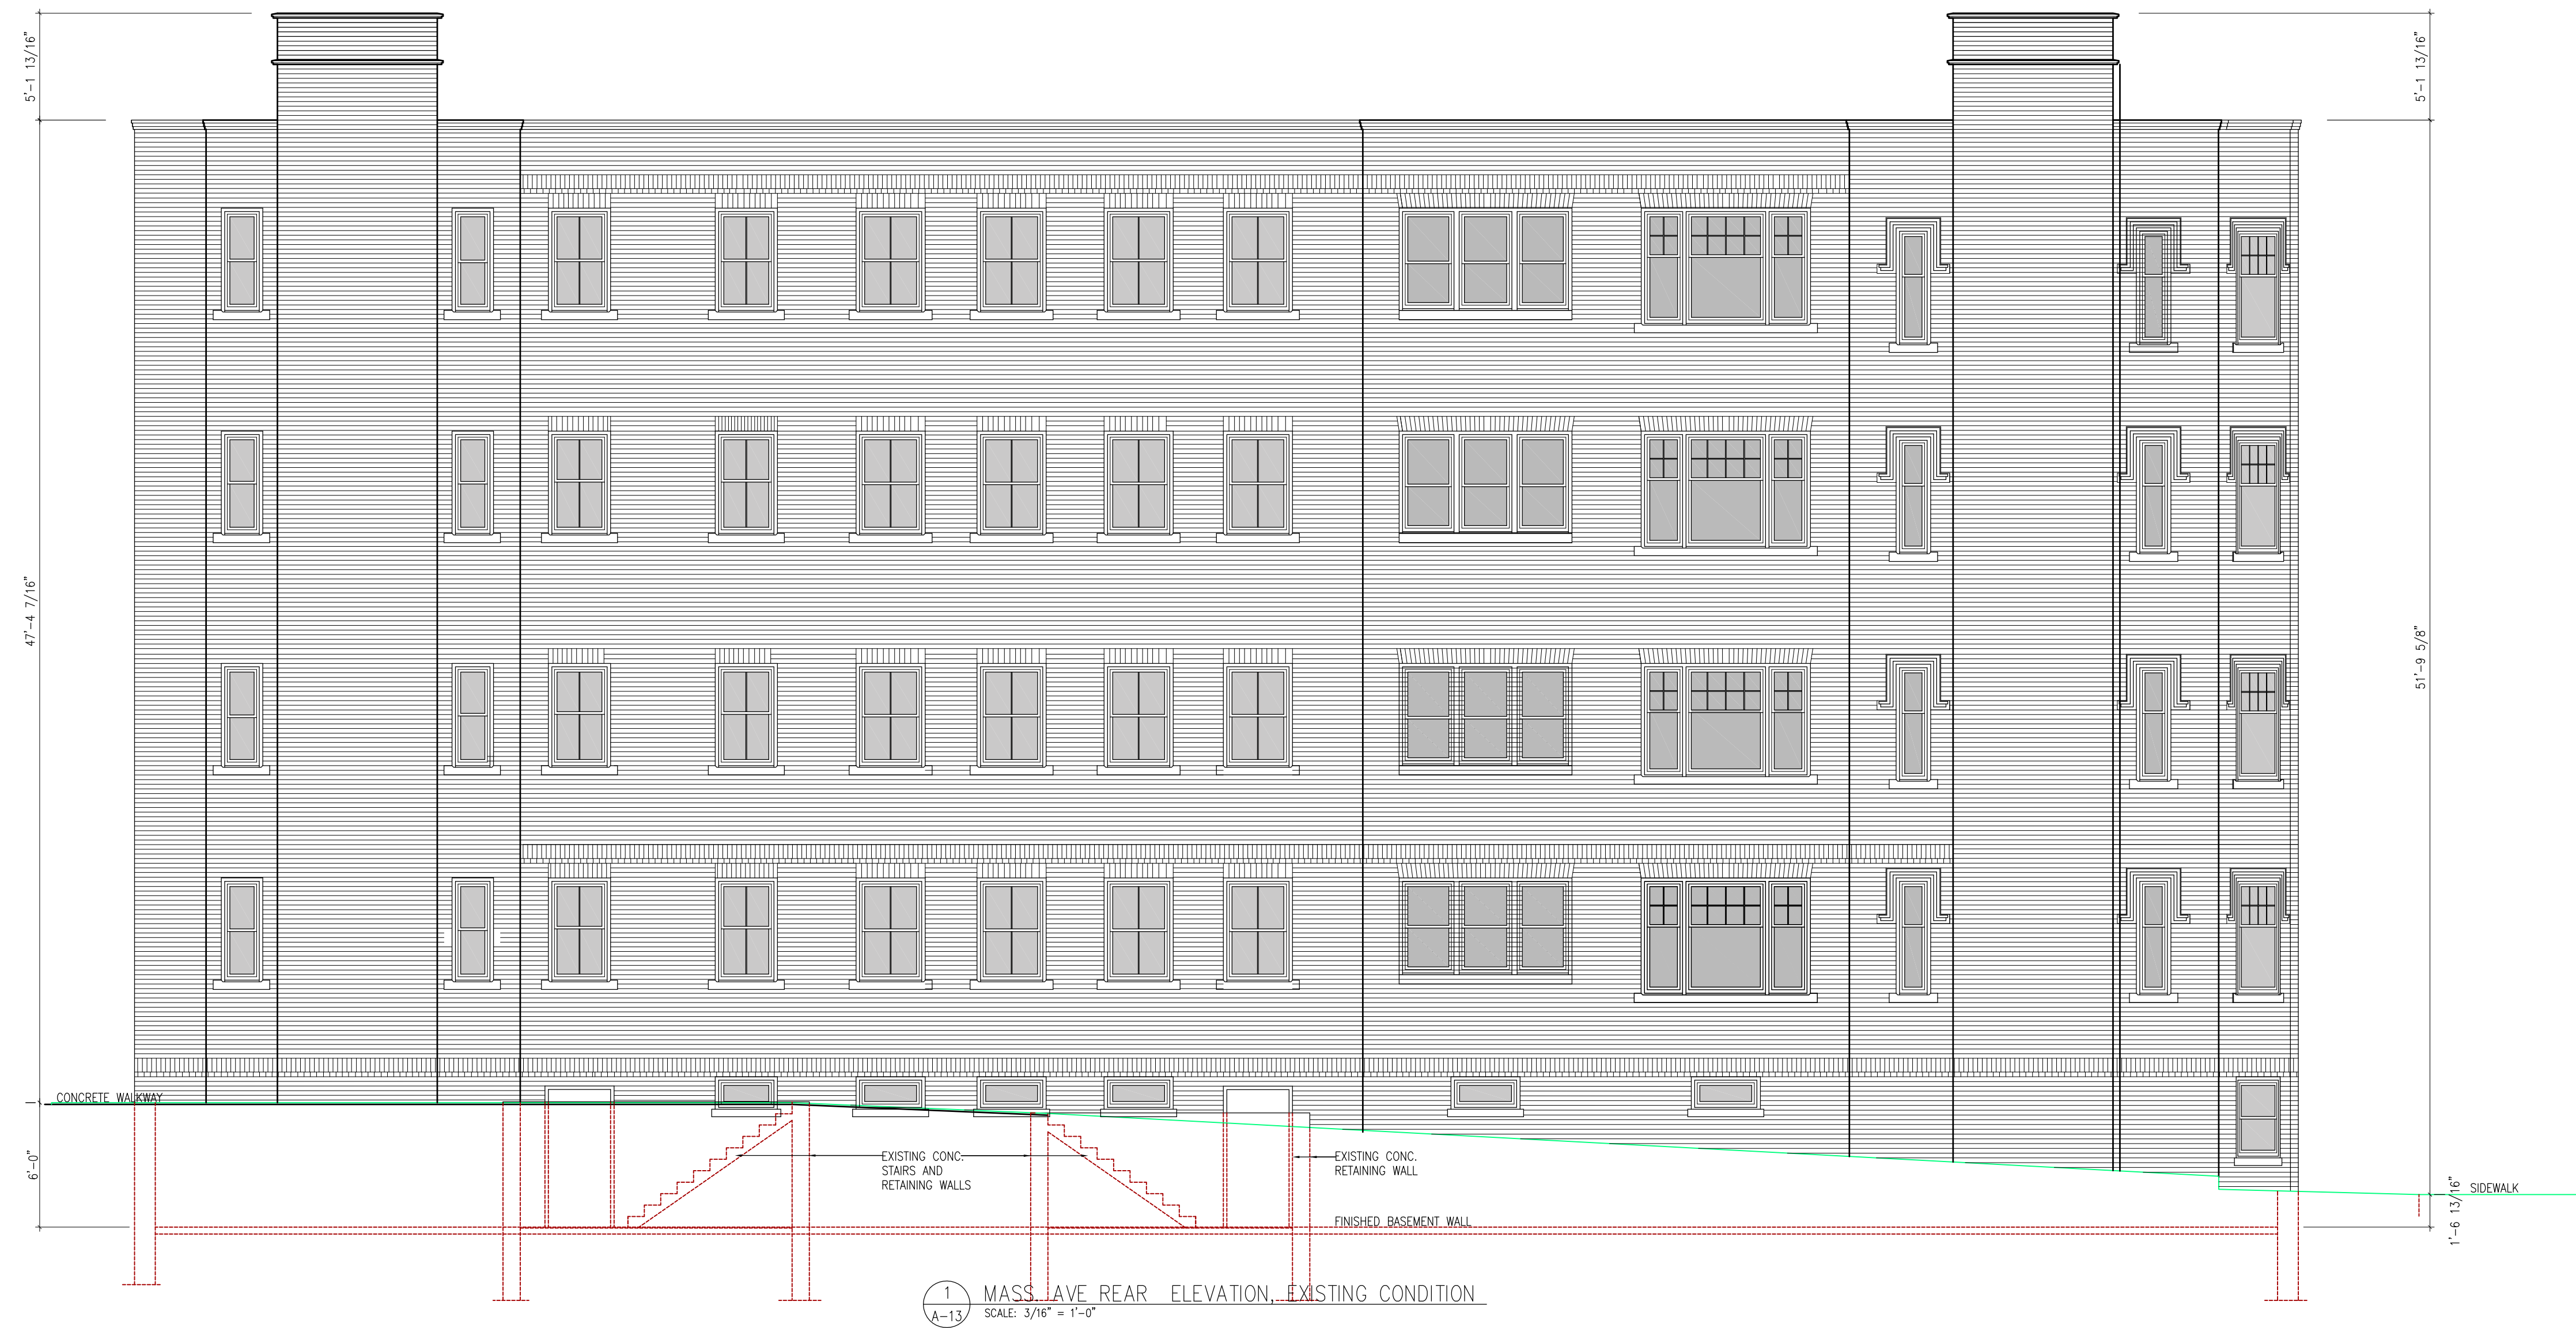 5'-1 13/16"
5'-1 13/16"
47'-4 7/16"
51'-9 5/8"
CONCRETE WALKWAY
6'-0"
EXISTING CONC.
STAIRS AND
RETAINING WALLS
EXISTING CONC.
RETAINING WALL
SIDEWALK
1'-6 13/16"
FINISHED BASEMENT WALL
1
A-13
MASS. AVE REAR ELEVATION, EXISTING CONDITION
SCALE: 3/16" = 1'-0"